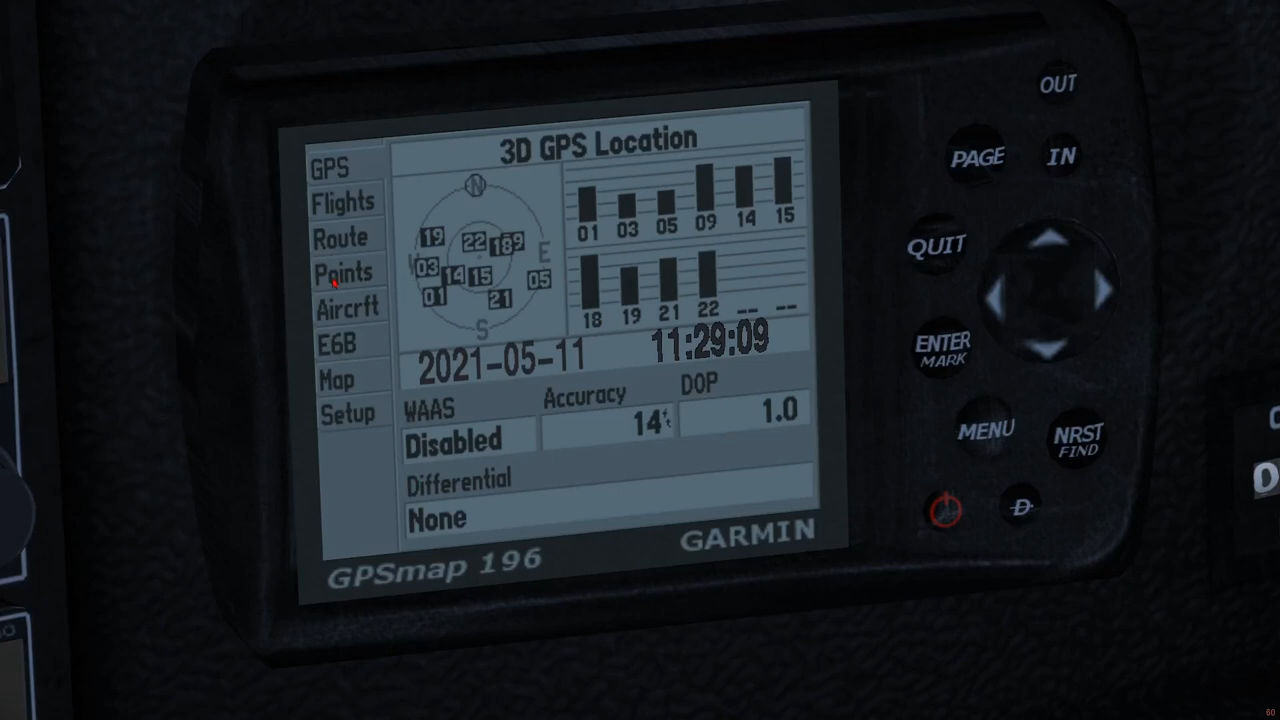 3D GPS Location
GPS
Flights
Route
Points
Aircrft
E6B
Map
Setup
N
E
S
19
22
18
03
14
15
05
01
21
01 03 05 09 14 15
18 19 21 22 -- --
2021-05-11 11:29:09
WAAS Accuracy DOP
Disabled 14ft 1.0
Differential
None
GPSmap 196 GARMIN
OUT
PAGE
IN
QUIT
ENTER
MARK
MENU
NRST
FIND
D
60